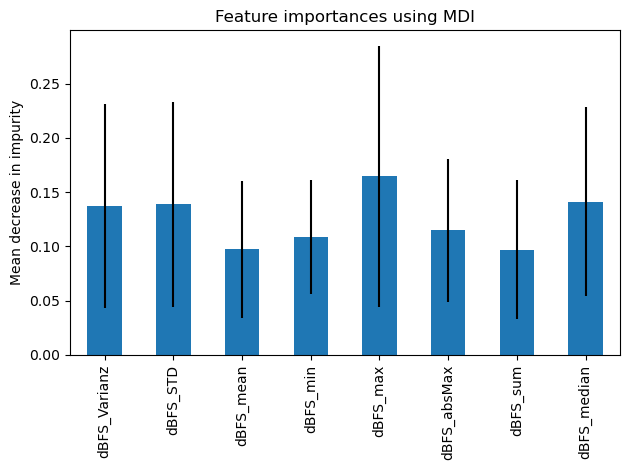 Feature importances using MDI
Mean decrease in impurity
0.25
0.20
0.15
0.10
0.05
0.00
dBFS_Varianz
dBFS_STD
dBFS_mean
dBFS_min
dBFS_max
dBFS_absMax
dBFS_sum
dBFS_median